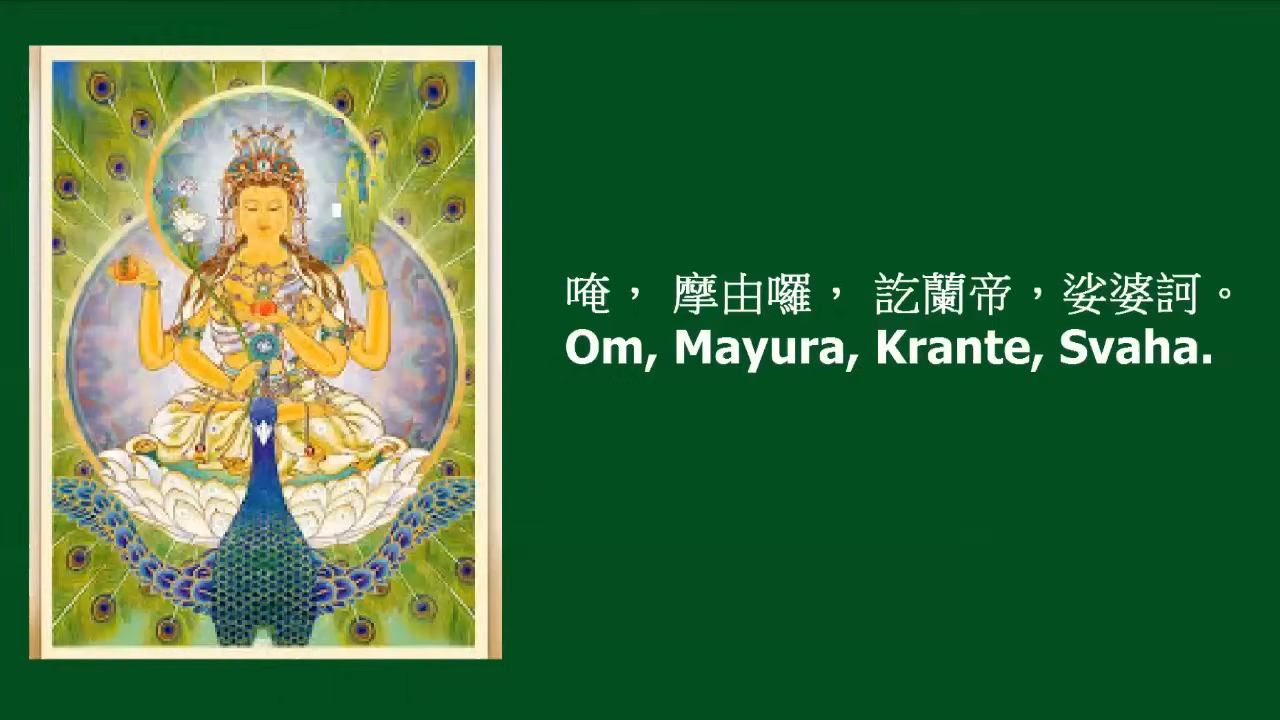 唵， 摩由囉， 訖蘭帝，娑婆訶。
Om, Mayura, Krante, Svaha.